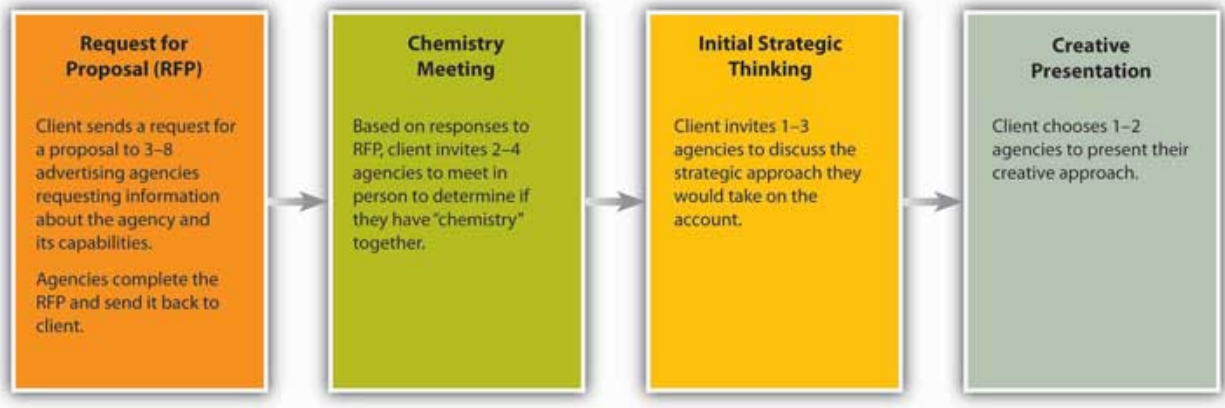 Request for
Proposal (RFP)
Client sends a request for
a proposal to 3–8
advertising agencies
requesting information
about the agency and
its capabilities.
Agencies complete the
RFP and send it back to
client.
Chemistry
Meeting
Based on responses to
RFP, client invites 2–4
agencies to meet in
person to determine if
they have “chemistry”
together.
Initial Strategic
Thinking
Client invites 1–3
agencies to discuss the
strategic approach they
would take on the
account.
Creative
Presentation
Client chooses 1–2
agencies to present their
creative approach.